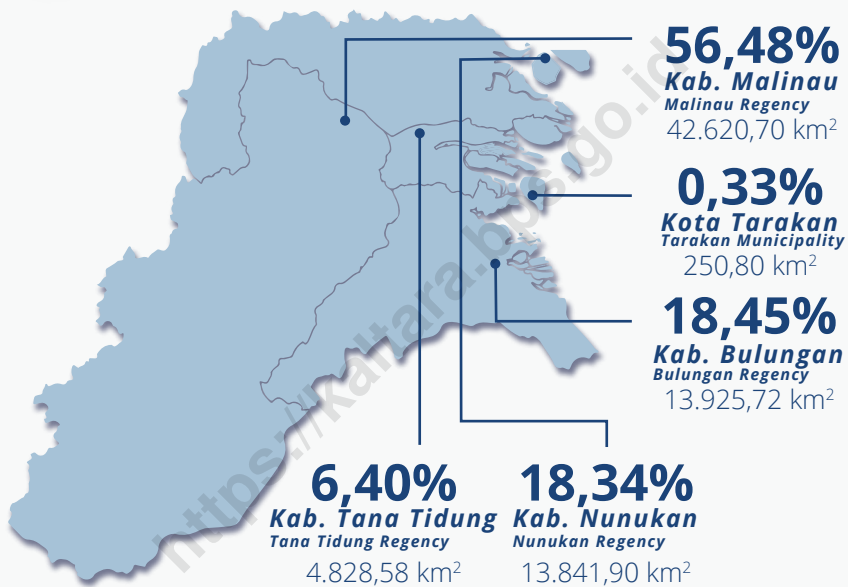 56,48%
Kab. Malinau
Malinau Regency
42.620,70 km²
0,33%
Kota Tarakan
Tarakan Municipality
250,80 km²
18,45%
Kab. Bulungan
Bulungan Regency
13.925,72 km²
6,40%
Kab. Tana Tidung
Tana Tidung Regency
4.828,58 km²
18,34%
Kab. Nunukan
Nunukan Regency
13.841,90 km²
https://kaltara.bps.go.id